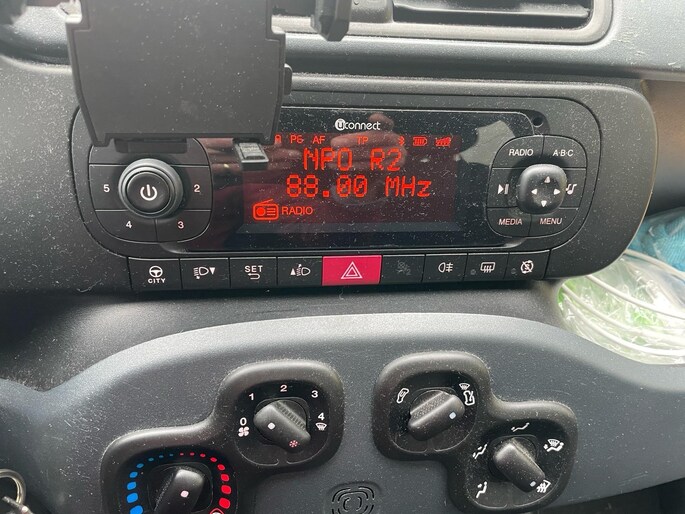 uconnect
PG AF TP
NPO R2
88.00 MHz
RADIO
RADIO A·B·C
MEDIA MENU
5 2
4 3
CITY
SET
1 2 3
0 4